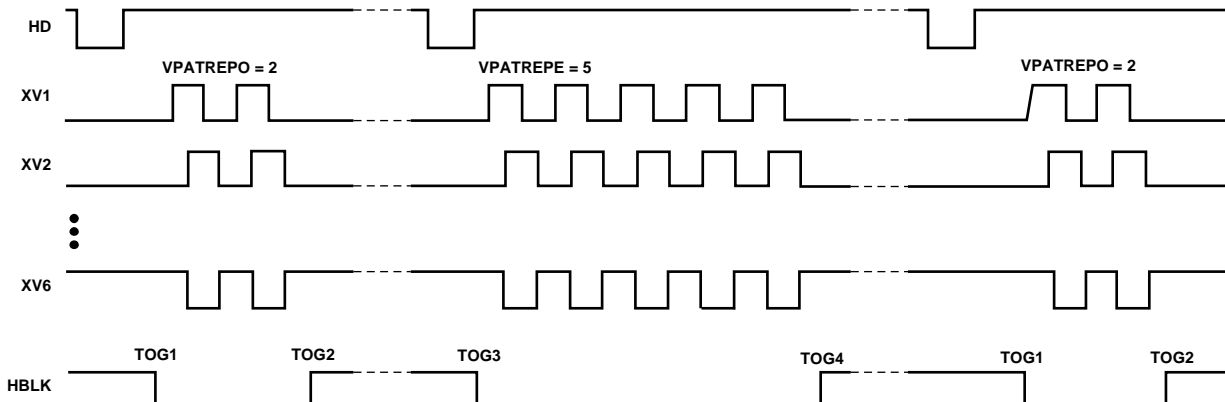 HD
VPATREPO = 2 VPATREPE = 5 VPATREPO = 2
XV1
XV2
XV6
TOG1 TOG2 TOG3 TOG4 TOG1 TOG2
HBLK